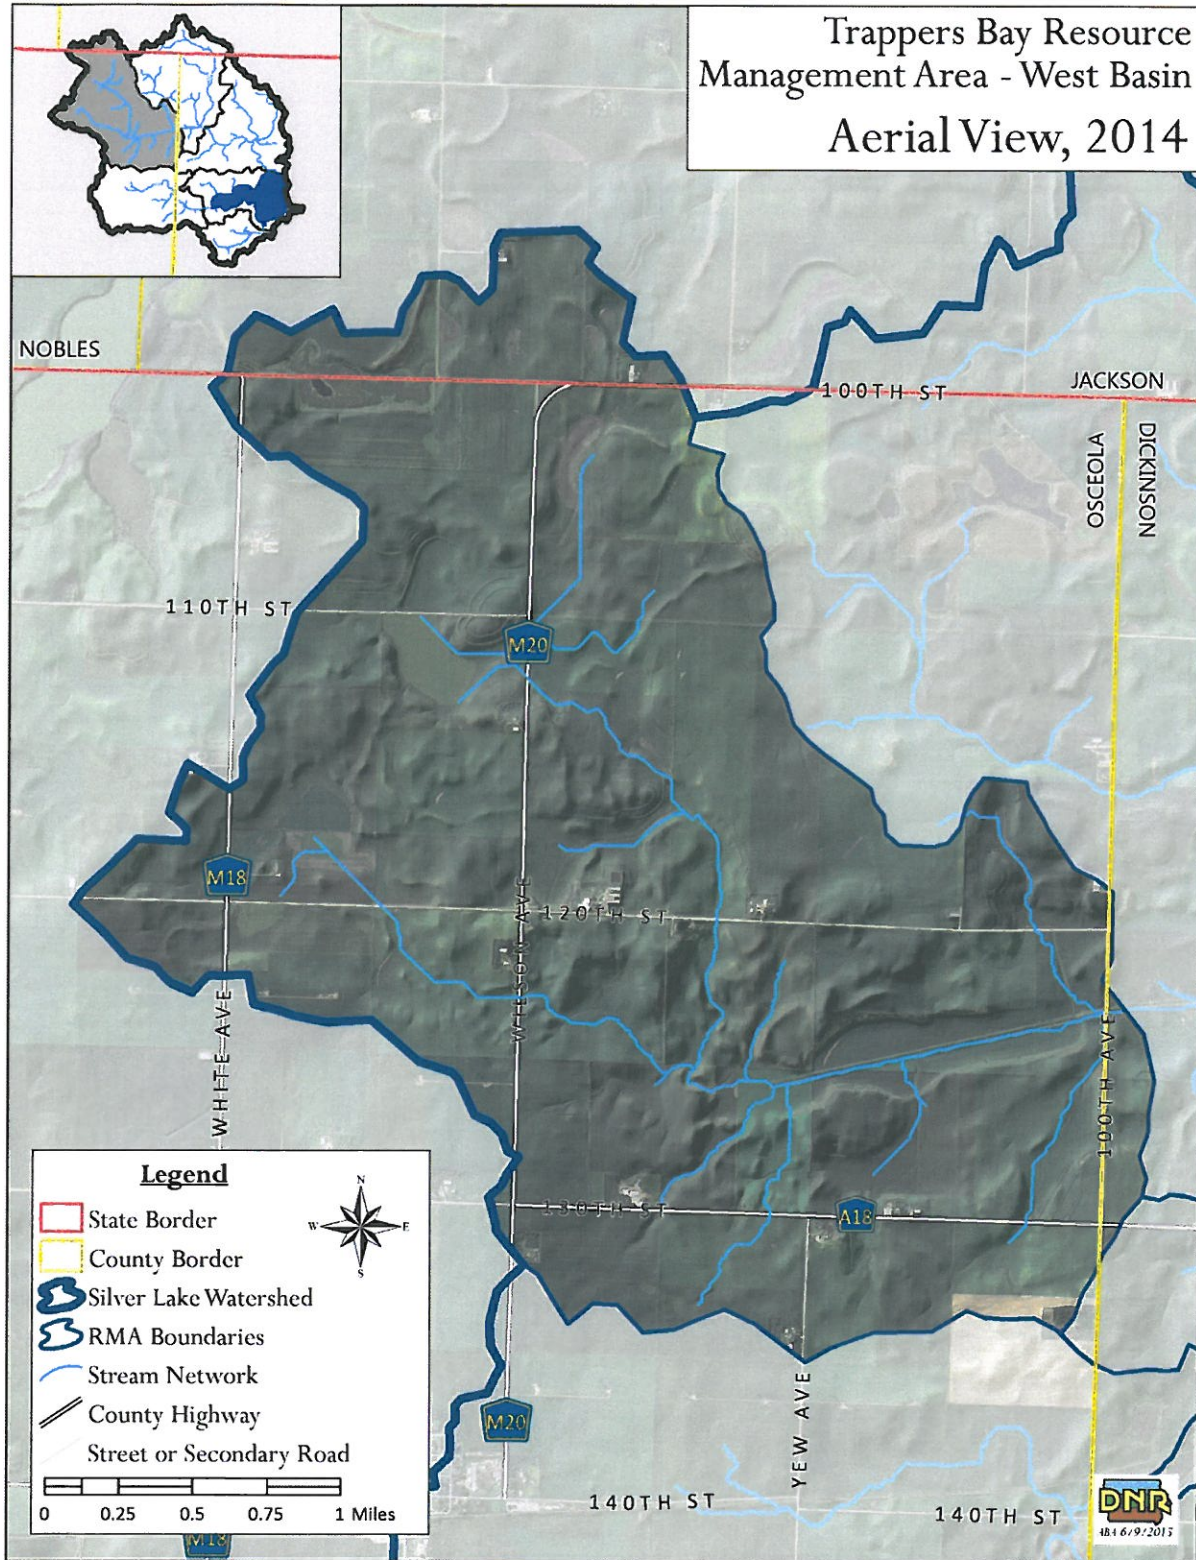 Trappers Bay Resource
Management Area - West Basin
Aerial View, 2014
NOBLES
100TH ST
JACKSON
OSCEOLA
DICKINSON
110TH ST
M20
M18
120TH ST
WILSON AVE
WHITE AVE
100TH AVE
130TH ST
A18
M20
YEW AVE
140TH ST
140TH ST
M18
Legend
N
W E
S
State Border
County Border
Silver Lake Watershed
RMA Boundaries
Stream Network
County Highway
Street or Secondary Road
0 0.25 0.5 0.75 1 Miles
DNR